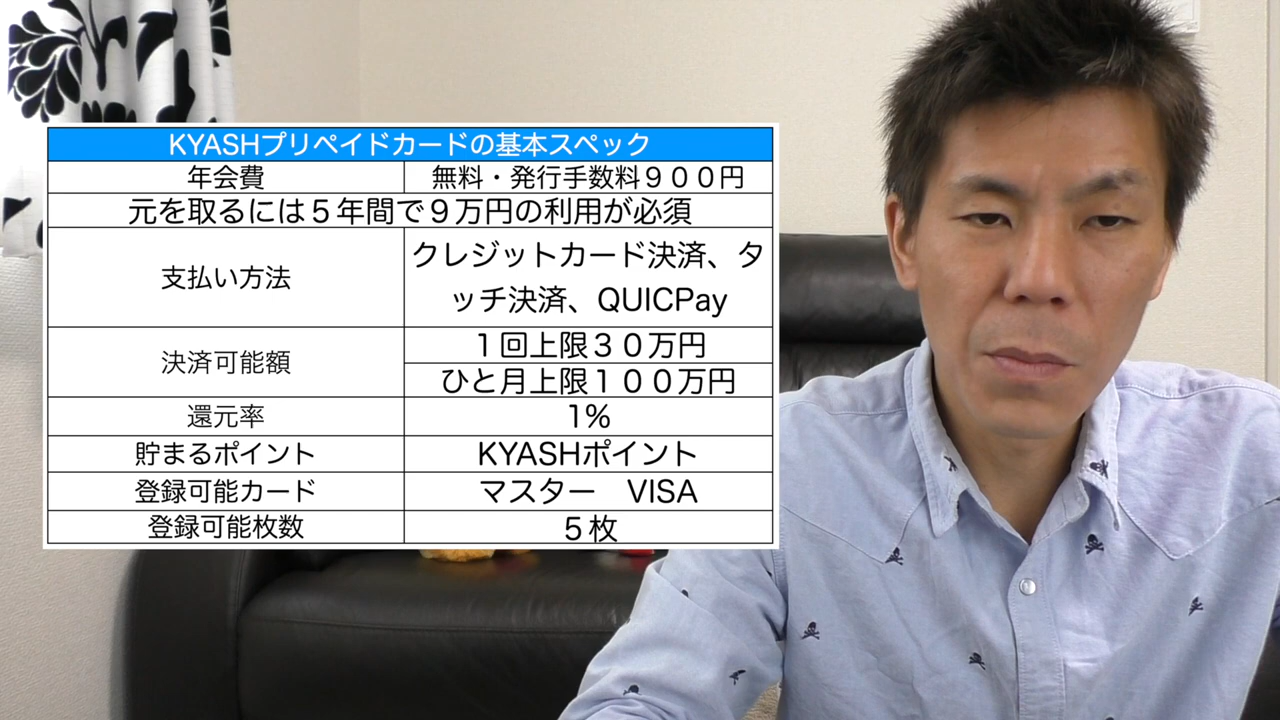 KYASHプリペイドカードの基本スペック
年会費 無料・発行手数料９００円
元を取るには５年間で９万円の利用が必須
支払い方法 クレジットカード決済、タ
ッチ決済、QUICPay
決済可能額 １回上限３０万円
ひと月上限１００万円
還元率 1%
貯まるポイント KYASHポイント
登録可能カード マスター　VISA
登録可能枚数 ５枚